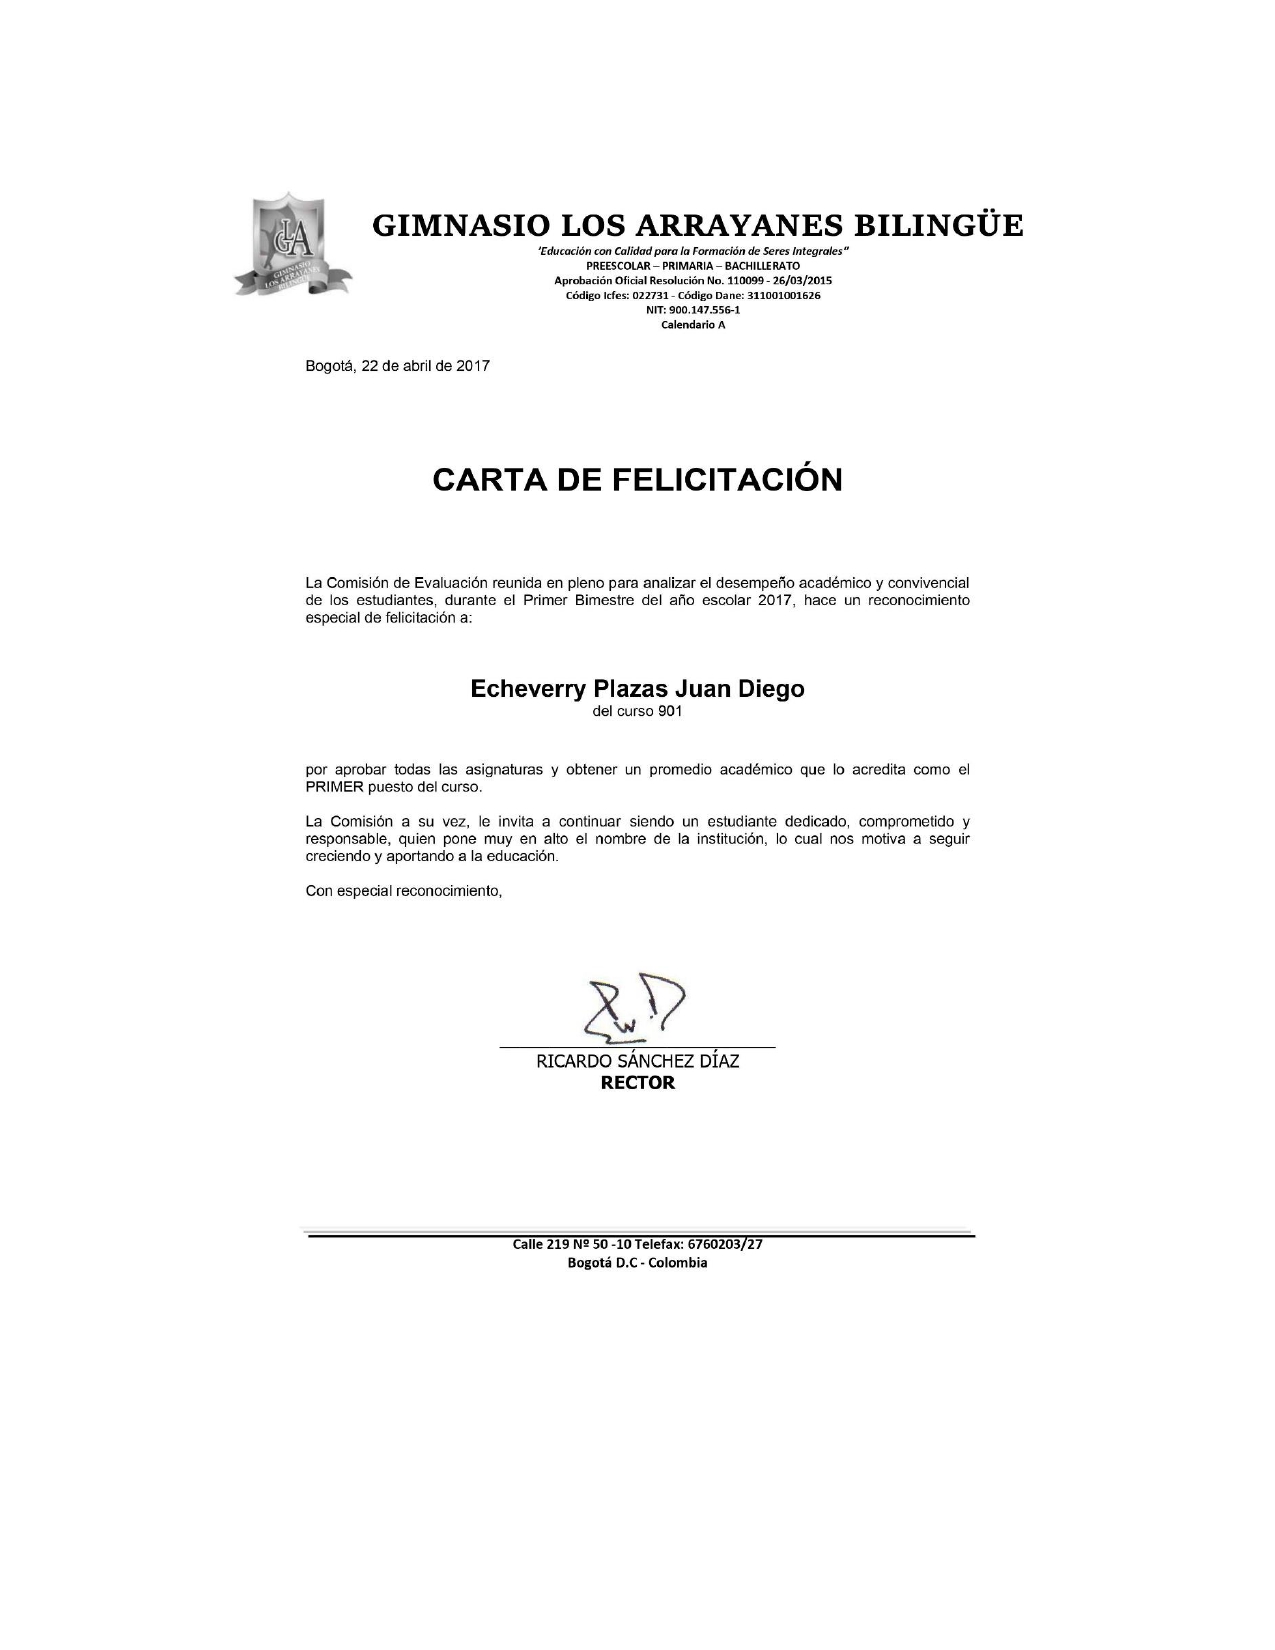 GLA
GIMNASIO
LOS ARRAYANES
BILINGÜE
GIMNASIO LOS ARRAYANES BILINGÜE
'Educación con Calidad para la Formación de Seres Integrales"
PREESCOLAR – PRIMARIA – BACHILLERATO
Aprobación Oficial Resolución No. 110099 - 26/03/2015
Código Icfes: 022731 - Código Dane: 311001001626
NIT: 900.147.556-1
Calendario A
Bogotá, 22 de abril de 2017
CARTA DE FELICITACIÓN
La Comisión de Evaluación reunida en pleno para analizar el desempeño académico y convivencial
de los estudiantes, durante el Primer Bimestre del año escolar 2017, hace un reconocimiento
especial de felicitación a:
Echeverry Plazas Juan Diego
del curso 901
por aprobar todas las asignaturas y obtener un promedio académico que lo acredita como el
PRIMER puesto del curso.
La Comisión a su vez, le invita a continuar siendo un estudiante dedicado, comprometido y
responsable, quien pone muy en alto el nombre de la institución, lo cual nos motiva a seguir
creciendo y aportando a la educación.
Con especial reconocimiento,
RICARDO SÁNCHEZ DÍAZ
RECTOR
Calle 219 Nº 50 -10 Telefax: 6760203/27
Bogotá D.C - Colombia